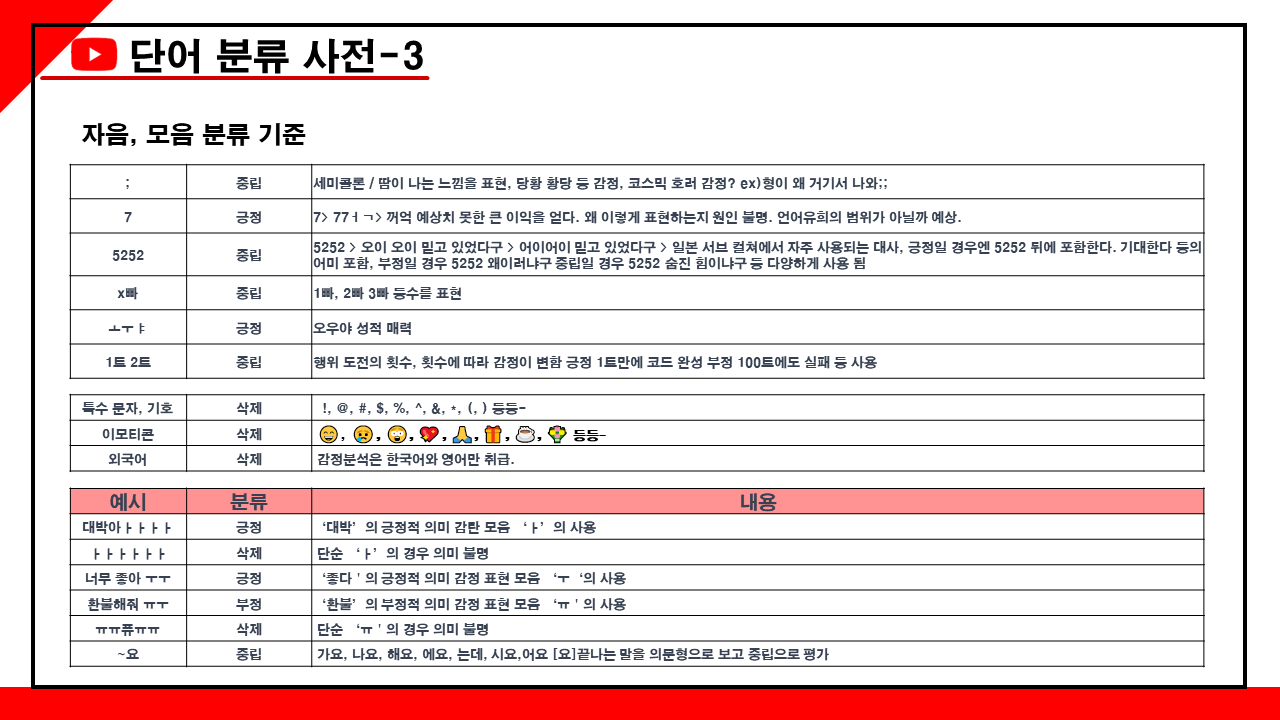 단어 분류 사전-3
자음, 모음 분류 기준
; 중립 세미콜론 / 땀이 나는 느낌을 표현, 당황 황당 등 감정, 코스믹 호러 감정? ex)형이 왜 거기서 나와;;
7 긍정 7> 77ㅓㄱ> 꺼억 예상치 못한 큰 이익을 얻다. 왜 이렇게 표현하는지 원인 불명. 언어유희의 범위가 아닐까 예상.
5252 중립 5252 > 오이 오이 믿고 있었다구 > 어이어이 믿고 있었다구 > 일본 서브 컬쳐에서 자주 사용되는 대사, 긍정일 경우엔 5252 뒤에 포함한다. 기대한다 등의
어미 포함, 부정일 경우 5252 왜이러냐구 중립일 경우 5252 숨진 힘이냐구 등 다양하게 사용 됨
x빠 중립 1빠, 2빠 3빠 등수를 표현
ㅗㅜㅑ 긍정 오우야 성적 매력
1트 2트 중립 행위 도전의 횟수, 횟수에 따라 감정이 변함 긍정 1트만에 코드 완성 부정 100트에도 실패 등 사용
특수 문자, 기호 삭제 !, @, #, $, %, ^, &, *, (, ) 등등-
이모티콘 삭제 😄, 😢, 😲, 💖, 🙏, 🎁, ☕, 💐 등등-
외국어 삭제 감정분석은 한국어와 영어만 취급.
예시 분류 내용
대박아ㅏㅏㅏㅏ 긍정 ‘대박’의 긍정적 의미 감탄 모음 ‘ㅏ’의 사용
ㅏㅏㅏㅏㅏㅏ 삭제 단순 ‘ㅏ’의 경우 의미 불명
너무 좋아 ㅜㅜ 긍정 ‘좋다 '의 긍정적 의미 감정 표현 모음 ‘ㅜ ‘의 사용
환불해줘 ㅠㅜ 부정 ‘환불’의 부정적 의미 감정 표현 모음 ‘ㅠ '의 사용
ㅠㅠ퓨ㅠㅠ 삭제 단순 ‘ㅠ '의 경우 의미 불명
~요 중립 가요, 나요, 해요, 에요, 는데, 시요,어요 [요]끝나는 말을 의문형으로 보고 중립으로 평가